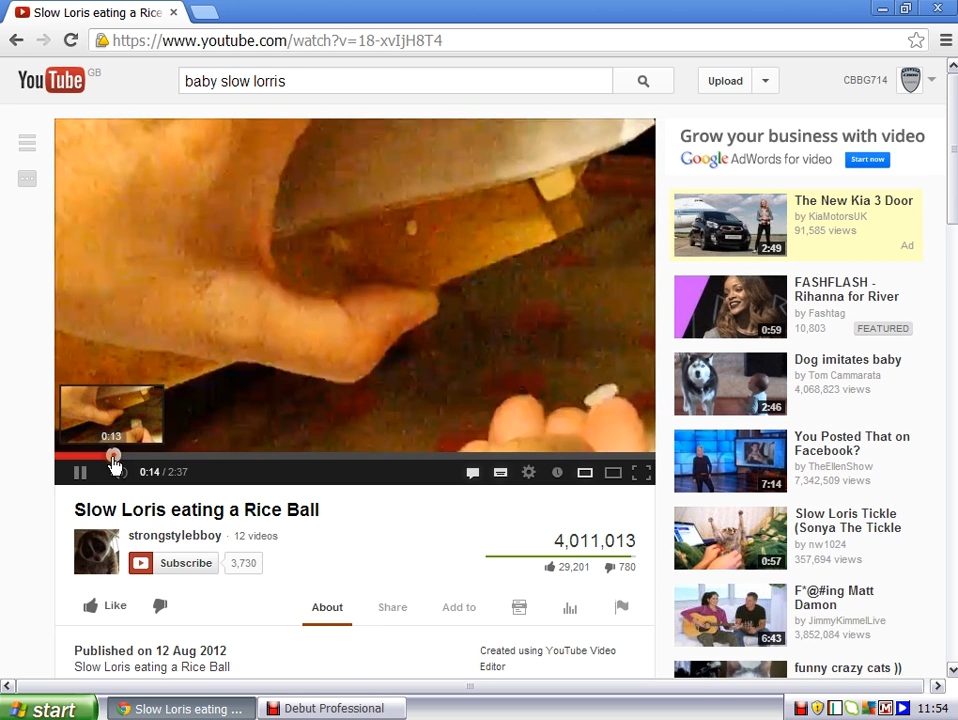 Slow Loris eating a Rice
https://www.youtube.com/watch?v=18-xvIjH8T4
YouTube GB
baby slow lorris
Upload
CBBG714
Grow your business with video
Google AdWords for video
Start now
The New Kia 3 Door
by KiaMotorsUK
91,585 views
Ad
2:49
FASHFLASH -
Rihanna for River
by Fashtag
10,803
FEATURED
0:59
Dog imitates baby
by Tom Cammarata
4,068,823 views
2:46
You Posted That on
Facebook?
by TheEllenShow
7,342,509 views
7:14
Slow Loris Tickle
(Sonya The Tickle
by nw1024
357,694 views
0:57
F*@#ing Matt
Damon
by JimmyKimmelLive
3,852,084 views
6:43
funny crazy cats ))
0:13
0:14 / 2:37
Slow Loris eating a Rice Ball
strongstylebboy · 12 videos
Subscribe
3,730
4,011,013
29,201
780
Like
About
Share
Add to
Published on 12 Aug 2012
Slow Loris eating a Rice Ball
Created using YouTube Video
Editor
start
Slow Loris eating ...
Debut Professional
11:54